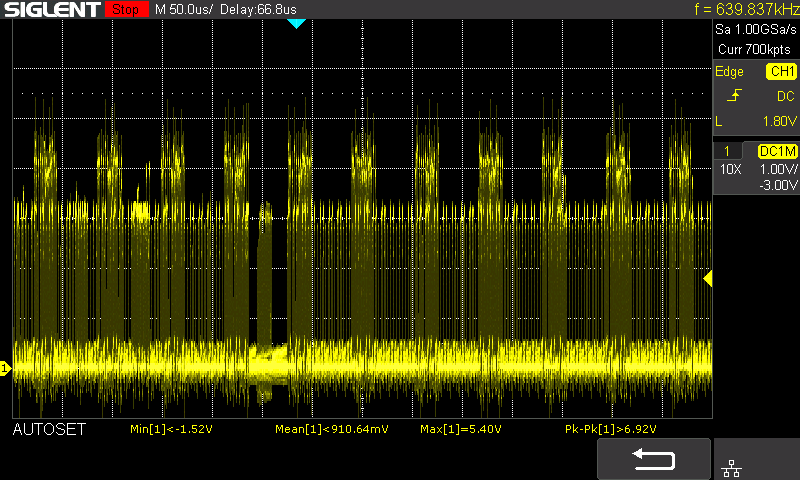 SIGLENT Stop M 50.0us/ Delay:66.8us f = 639.837kHz
Sa 1.00GSa/s
Curr 700kpts
Edge CH1
DC
L 1.80V
1 DC1M
10X 1.00V/
-3.00V
1
AUTOSET Min[1]<-1.52V Mean[1]<910.64mV Max[1]=5.40V Pk-Pk[1]>6.92V